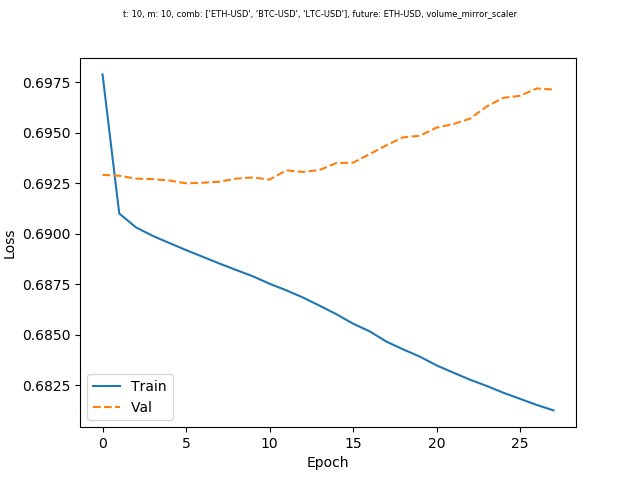 t: 10, m: 10, comb: ['ETH-USD', 'BTC-USD', 'LTC-USD'], future: ETH-USD, volume_mirror_scaler
0.6975
0.6950
0.6925
0.6900
0.6875
0.6850
0.6825
Loss
Train
Val
0 5 10 15 20 25
Epoch